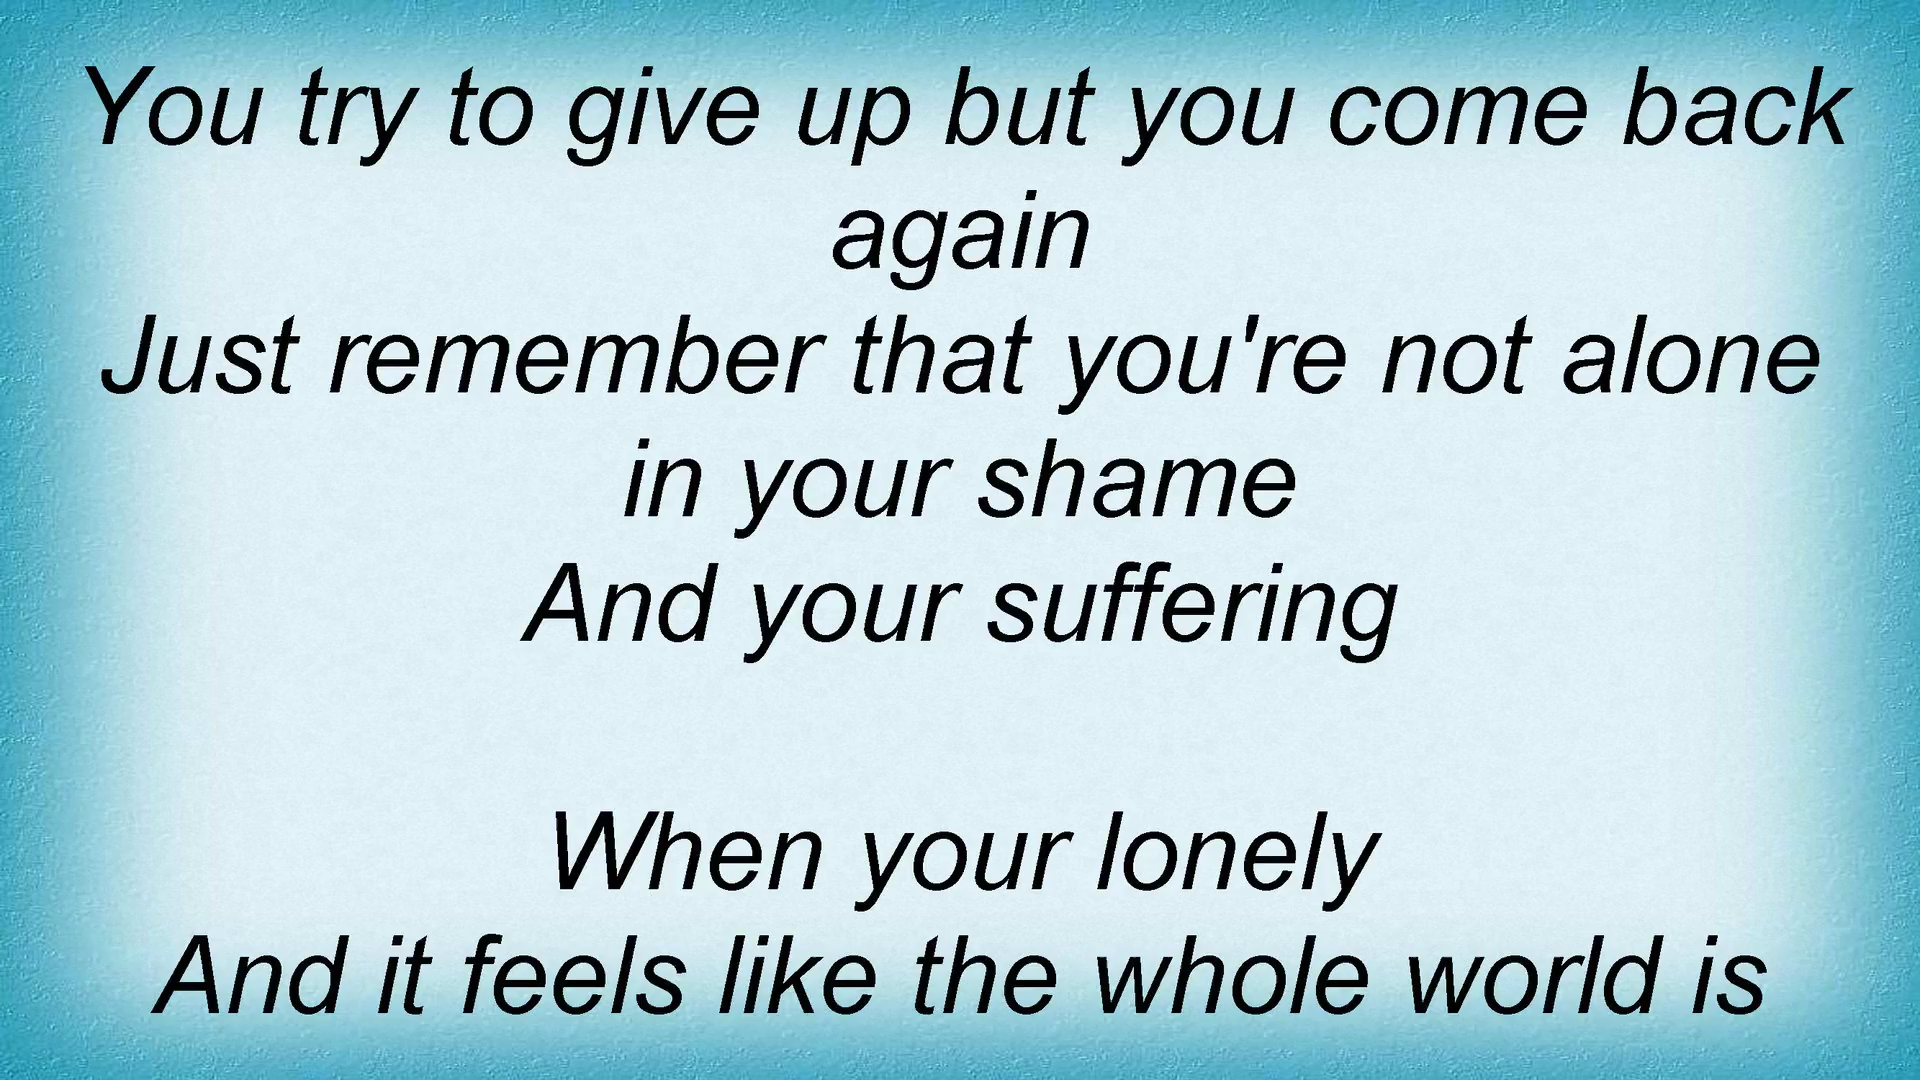 You try to give up but you come back
again
Just remember that you're not alone
in your shame
And your suffering
When your lonely
And it feels like the whole world is